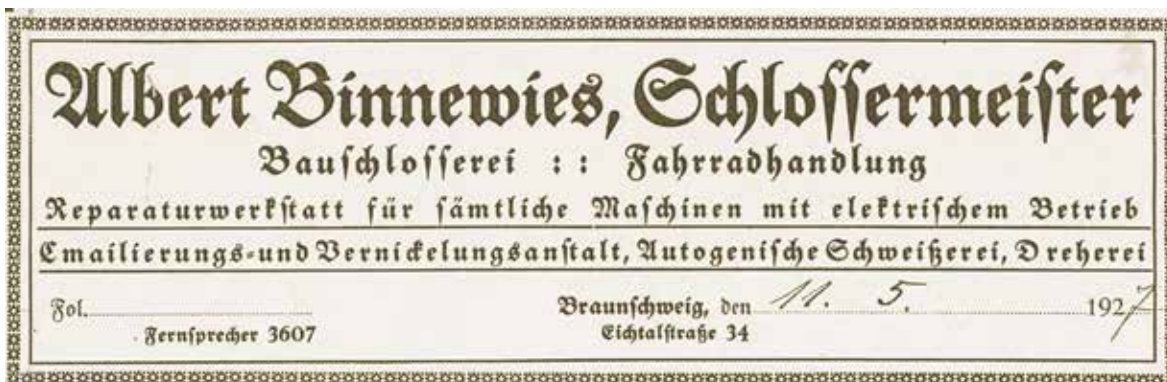 Albert Binnewies, Schlossermeister
Bauschlosserei :: Fahrradhandlung
Reparaturwerkstatt für sämtliche Maschinen mit elektrischem Betrieb
Emailierungs- und Vernickelungsanstalt, Autogenische Schweißerei, Dreherei
Fol. Braunschweig, den 11. 5. 1927
Fernsprecher 3607 Eichtalstraße 34